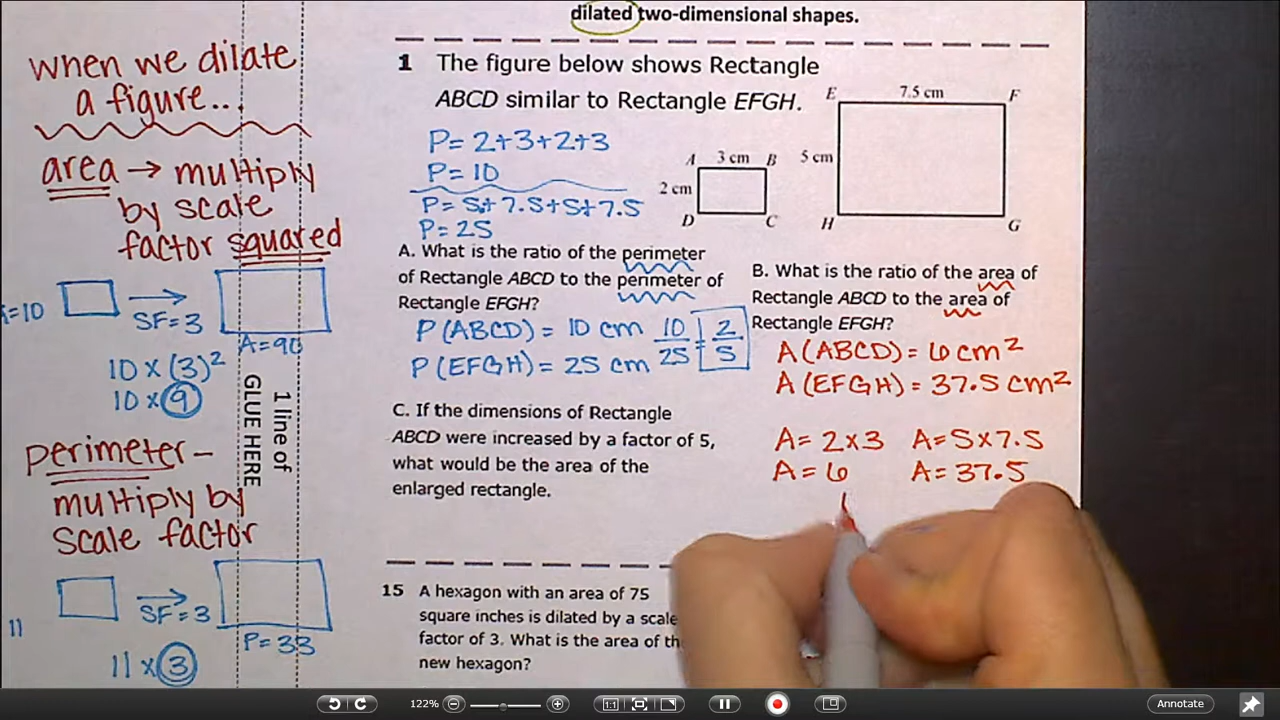 dilated two-dimensional shapes.
when we dilate
a figure...
area → multiply
by scale
factor squared
A=10
SF=3
A=90
10 x (3)²
10 x 9
1 line of
GLUE HERE
perimeter-
multiply by
scale factor
11
SF=3
P=33
11 x 3
1 The figure below shows Rectangle
ABCD similar to Rectangle EFGH.
P= 2+3+2+3
P= 10
P= 5+7.5+5+7.5
P= 25
A 3 cm B
2 cm
D C
E 7.5 cm F
5 cm
H G
A. What is the ratio of the perimeter
of Rectangle ABCD to the perimeter of
Rectangle EFGH?
P (ABCD) = 10 cm
P (EFGH) = 25 cm
10/25 = 2/5
B. What is the ratio of the area of
Rectangle ABCD to the area of
Rectangle EFGH?
A (ABCD) = 6 cm²
A (EFGH) = 37.5 cm²
A= 2x3 A= 5x7.5
A= 6 A= 37.5
C. If the dimensions of Rectangle
ABCD were increased by a factor of 5,
what would be the area of the
enlarged rectangle.
15 A hexagon with an area of 75
square inches is dilated by a scale
factor of 3. What is the area of th
new hexagon?
122%
1:1
Annotate